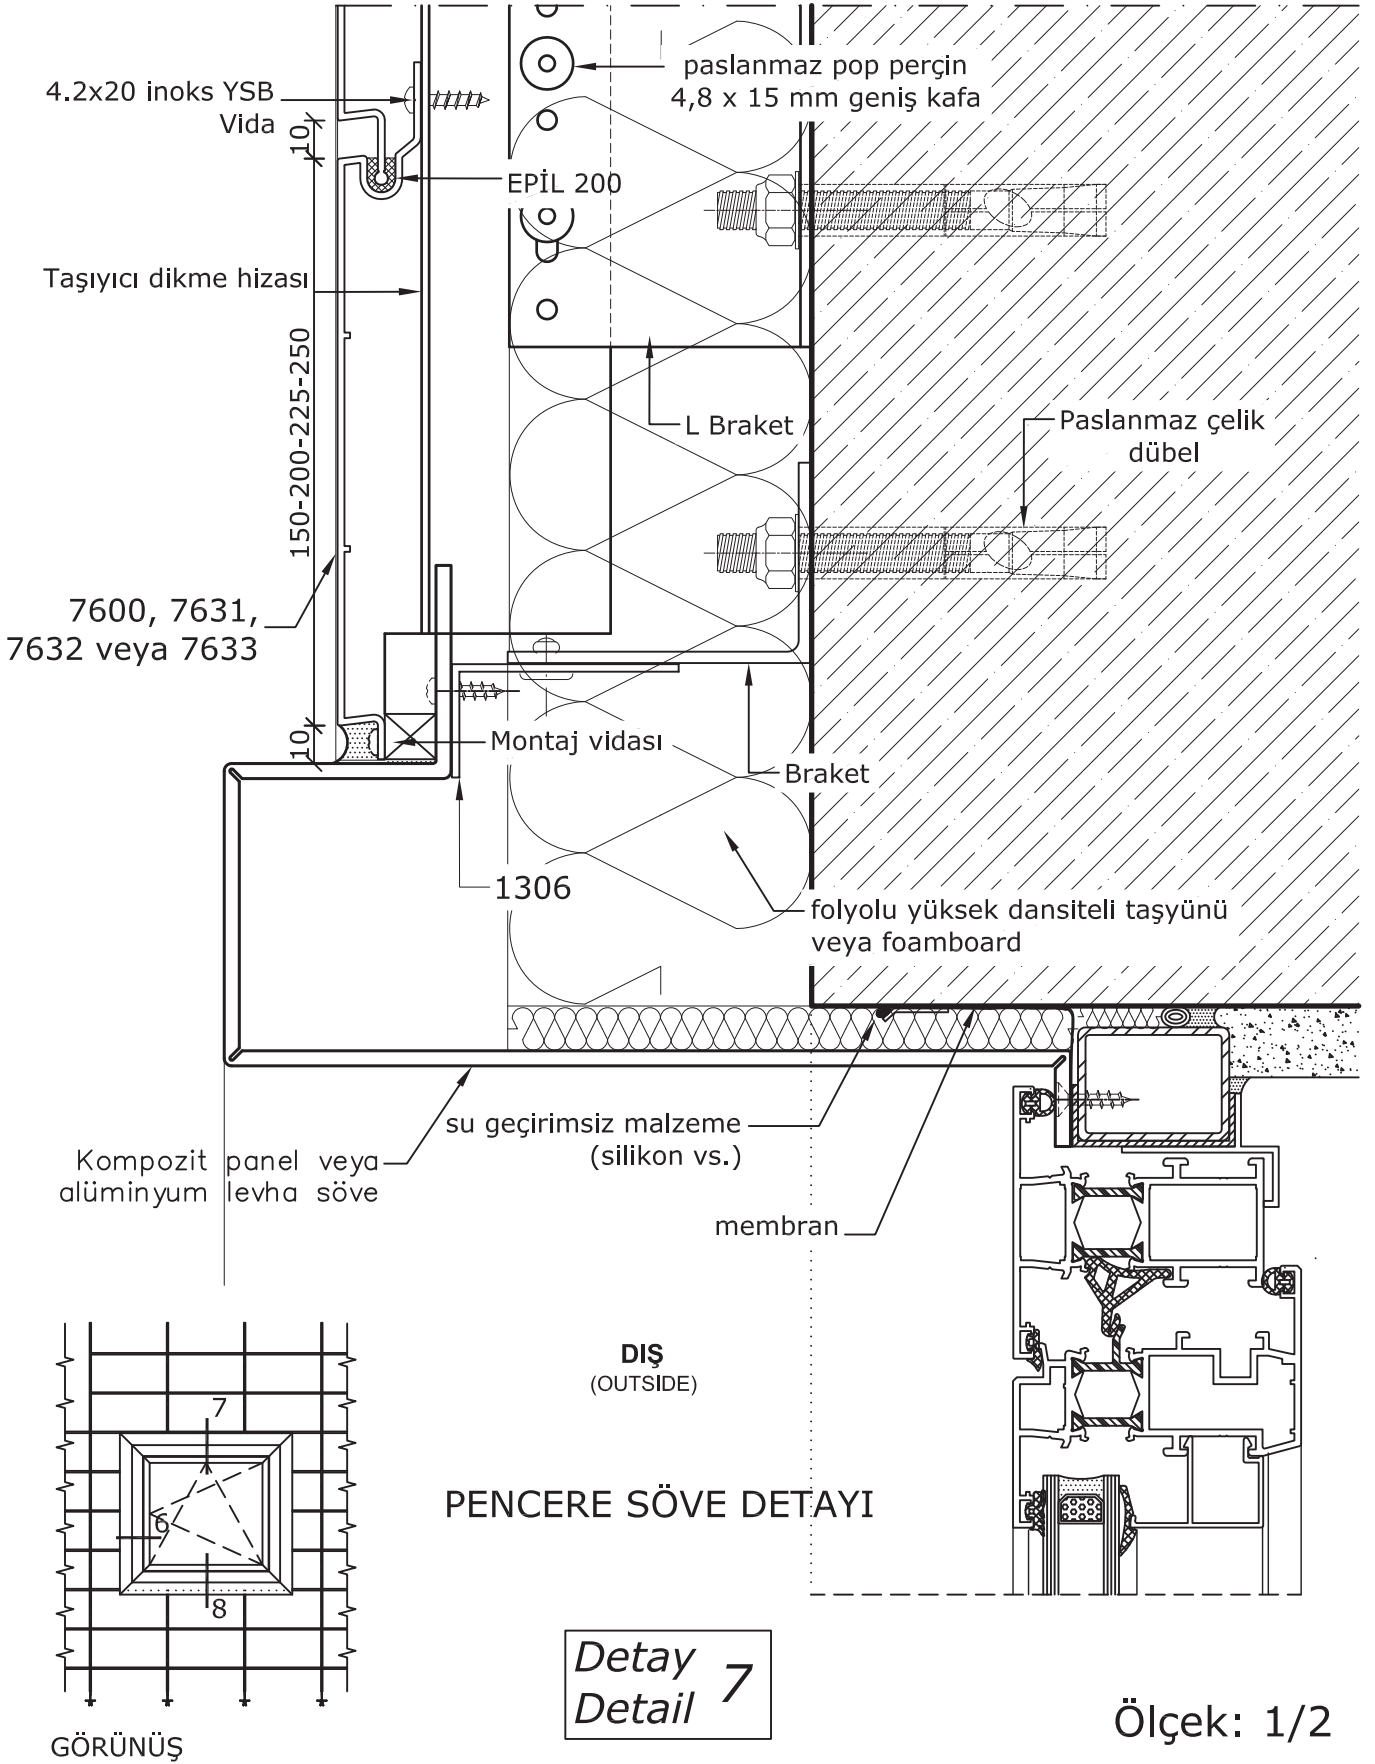 paslanmaz pop perçin
4,8 x 15 mm geniş kafa
4.2x20 inoks YSB
Vida
10
EPİL 200
Taşıyıcı dikme hizası
150-200-225-250
L Braket
Paslanmaz çelik
dübel
7600, 7631,
7632 veya 7633
10
Montaj vidası
Braket
1306
folyolu yüksek dansiteli taşyünü
veya foamboard
su geçirimsiz malzeme
(silikon vs.)
Kompozit panel veya
alüminyum levha söve
membran
DIŞ
(OUTSIDE)
7
6
8
PENCERE SÖVE DETAYI
Detay
Detail 7
Ölçek: 1/2
GÖRÜNÜŞ